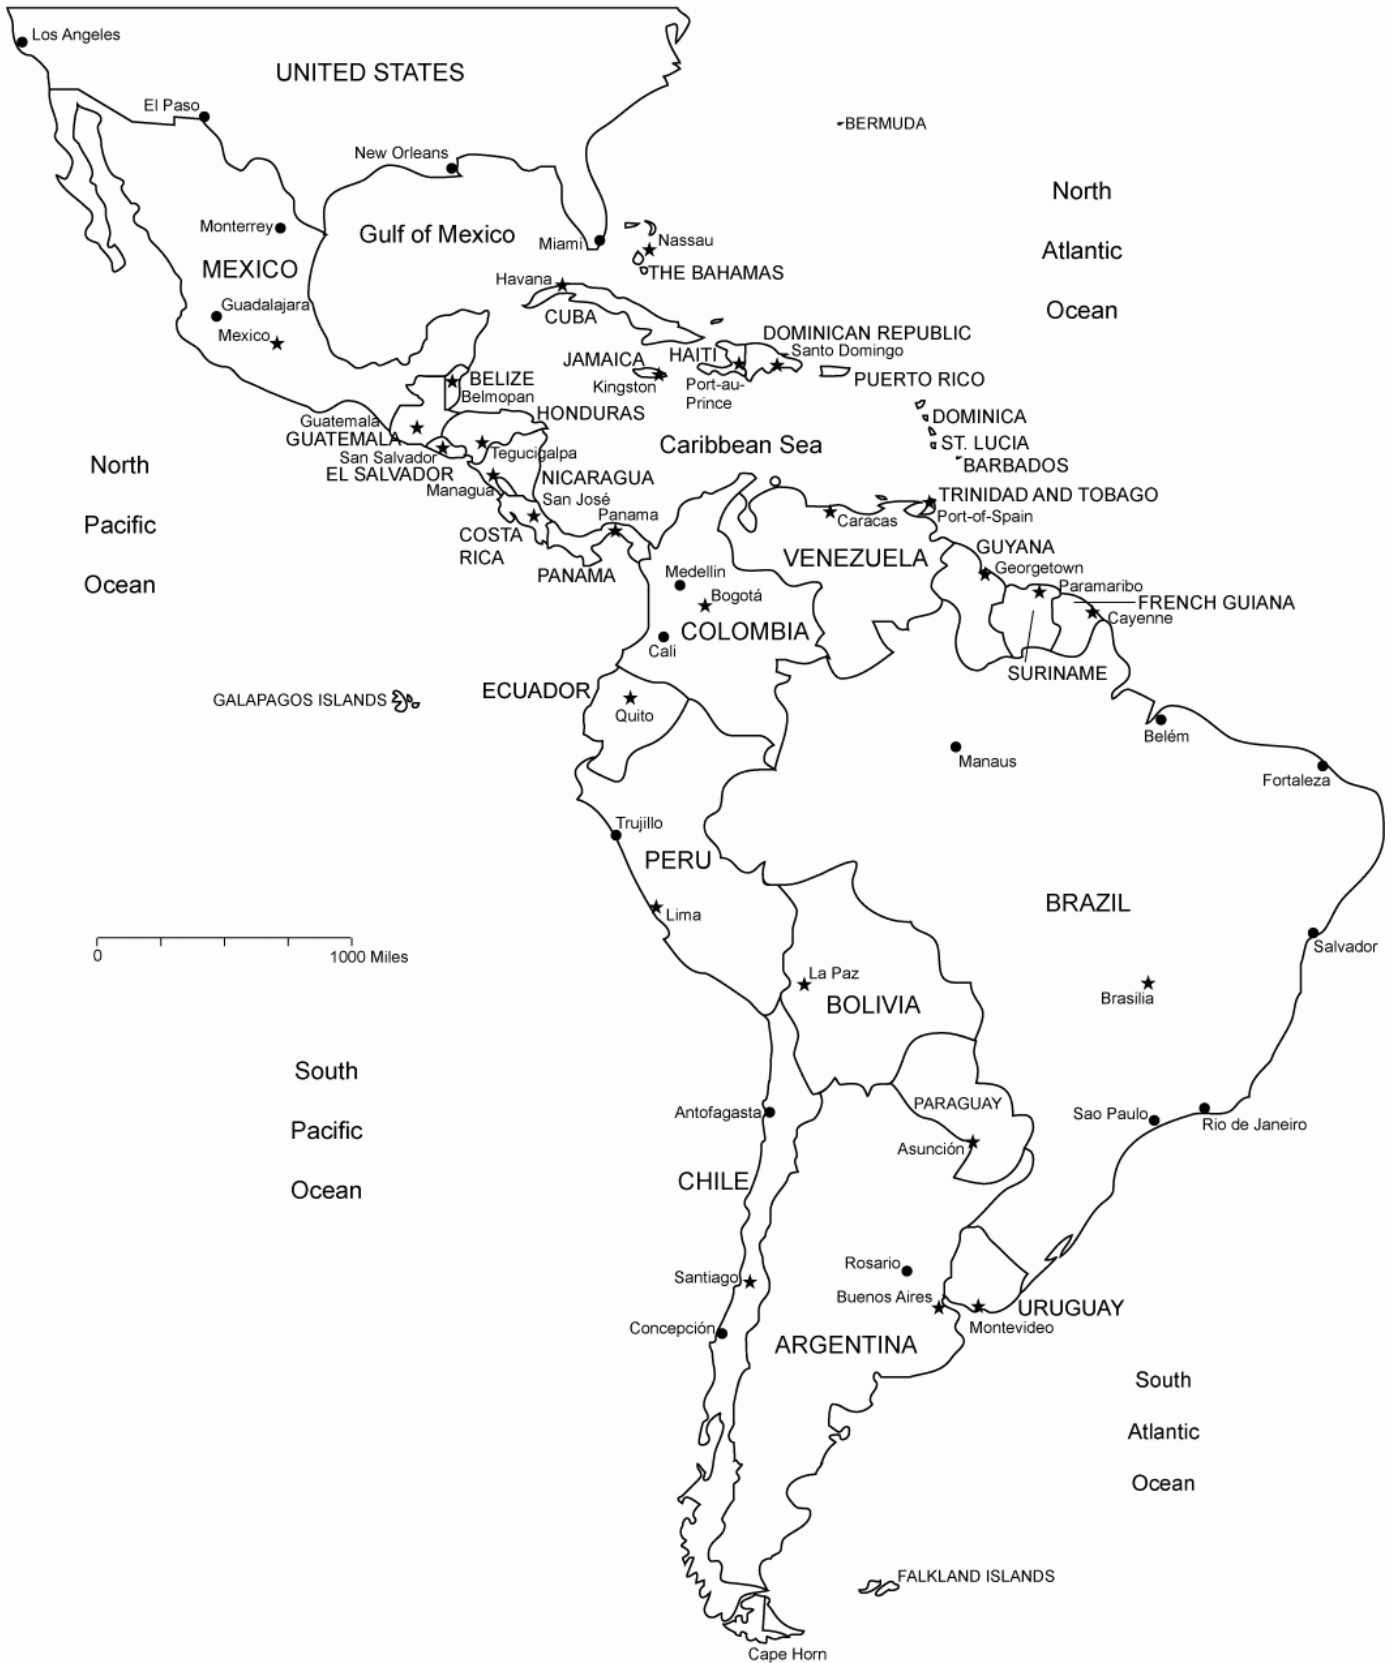 Los Angeles
UNITED STATES
El Paso
BERMUDA
New Orleans
North
Atlantic
Ocean
Monterrey
Gulf of Mexico
Miami
Nassau
MEXICO
THE BAHAMAS
Havana
Guadalajara
CUBA
Mexico
DOMINICAN REPUBLIC
Santo Domingo
JAMAICA
HAITI
Kingston
Port-au-
Prince
PUERTO RICO
BELIZE
Belmopan
HONDURAS
DOMINICA
Guatemala
GUATEMALA
ST. LUCIA
San Salvador
Tegucigalpa
Caribbean Sea
BARBADOS
EL SALVADOR
NICARAGUA
Managua
San José
TRINIDAD AND TOBAGO
Port-of-Spain
North
Pacific
Ocean
Panama
Caracas
COSTA
RICA
PANAMA
VENEZUELA
GUYANA
Georgetown
Medellin
Bogotá
Paramaribo
FRENCH GUIANA
Cayenne
COLOMBIA
Cali
SURINAME
ECUADOR
GALAPAGOS ISLANDS
Quito
Belém
Manaus
Fortaleza
Trujillo
PERU
BRAZIL
Lima
Salvador
0
1000 Miles
La Paz
BOLIVIA
Brasilia
South
Pacific
Ocean
PARAGUAY
Antofagasta
Sao Paulo
Rio de Janeiro
Asunción
CHILE
Rosario
Santiago
Buenos Aires
URUGUAY
Montevideo
Concepción
ARGENTINA
South
Atlantic
Ocean
FALKLAND ISLANDS
Cape Horn